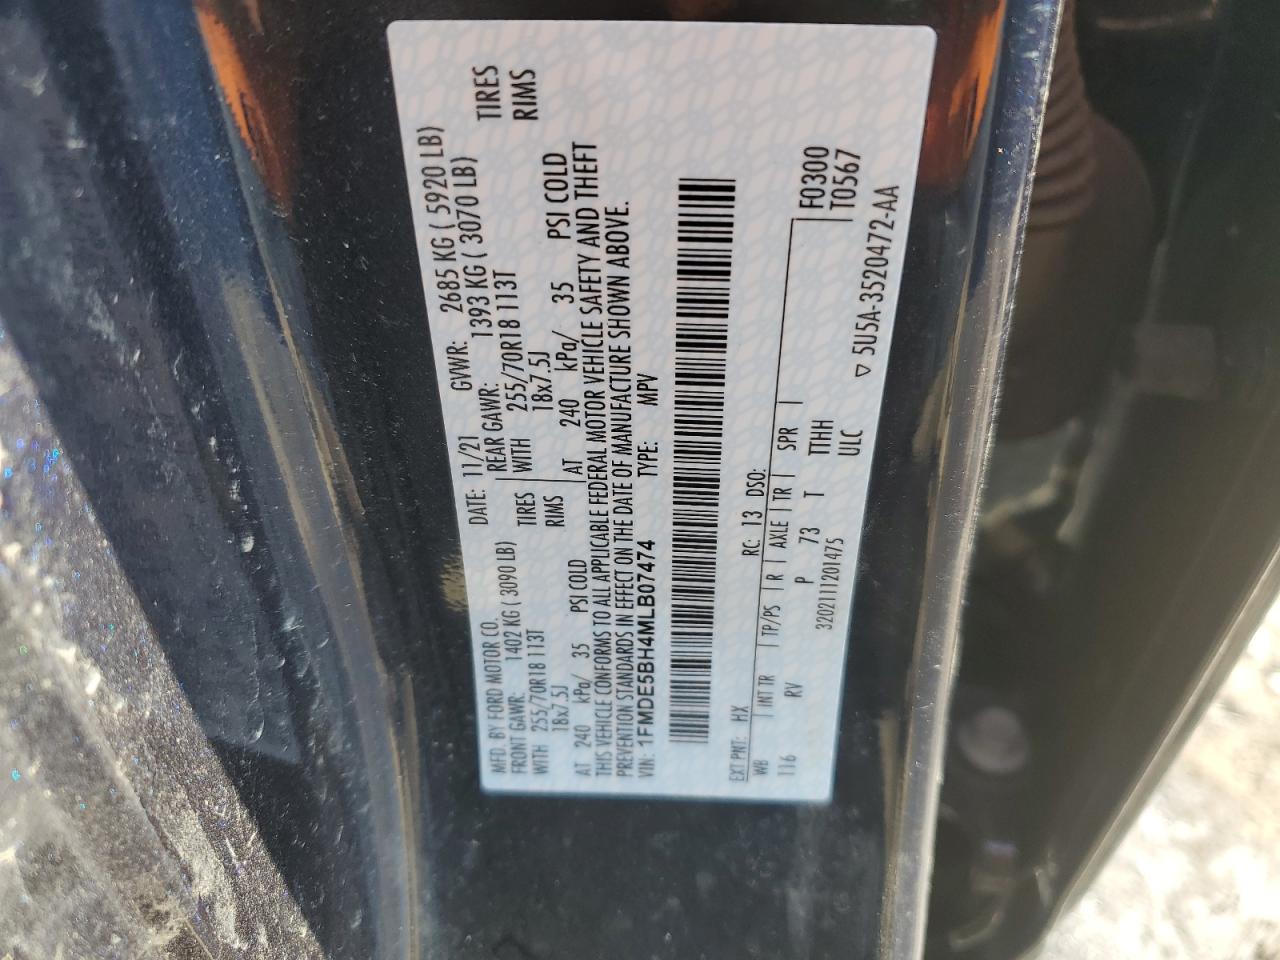 MFD. BY FORD MOTOR CO. DATE: 11/21 GVWR: 2685 KG ( 5920 LB)
FRONT GAWR: 1402 KG ( 3090 LB) REAR GAWR: 1393 KG ( 3070 LB)
WITH 255/70R18 113T TIRES WITH 255/70R18 113T TIRES
18x7.5J RIMS 18x7.5J RIMS
AT 240 kPa/ 35 PSI COLD AT 240 kPa/ 35 PSI COLD
THIS VEHICLE CONFORMS TO ALL APPLICABLE FEDERAL MOTOR VEHICLE SAFETY AND THEFT
PREVENTION STANDARDS IN EFFECT ON THE DATE OF MANUFACTURE SHOWN ABOVE.
VIN: 1FMDE5BH4MLB07474 TYPE: MPV
EXT PNT: HX RC: 13 DSO:
WB INT TR TP/PS R AXLE TR SPR F0300
116 RV P 73 T TTHH T0567
3202111201475 ULC
▽ 5U5A-3520472-AA